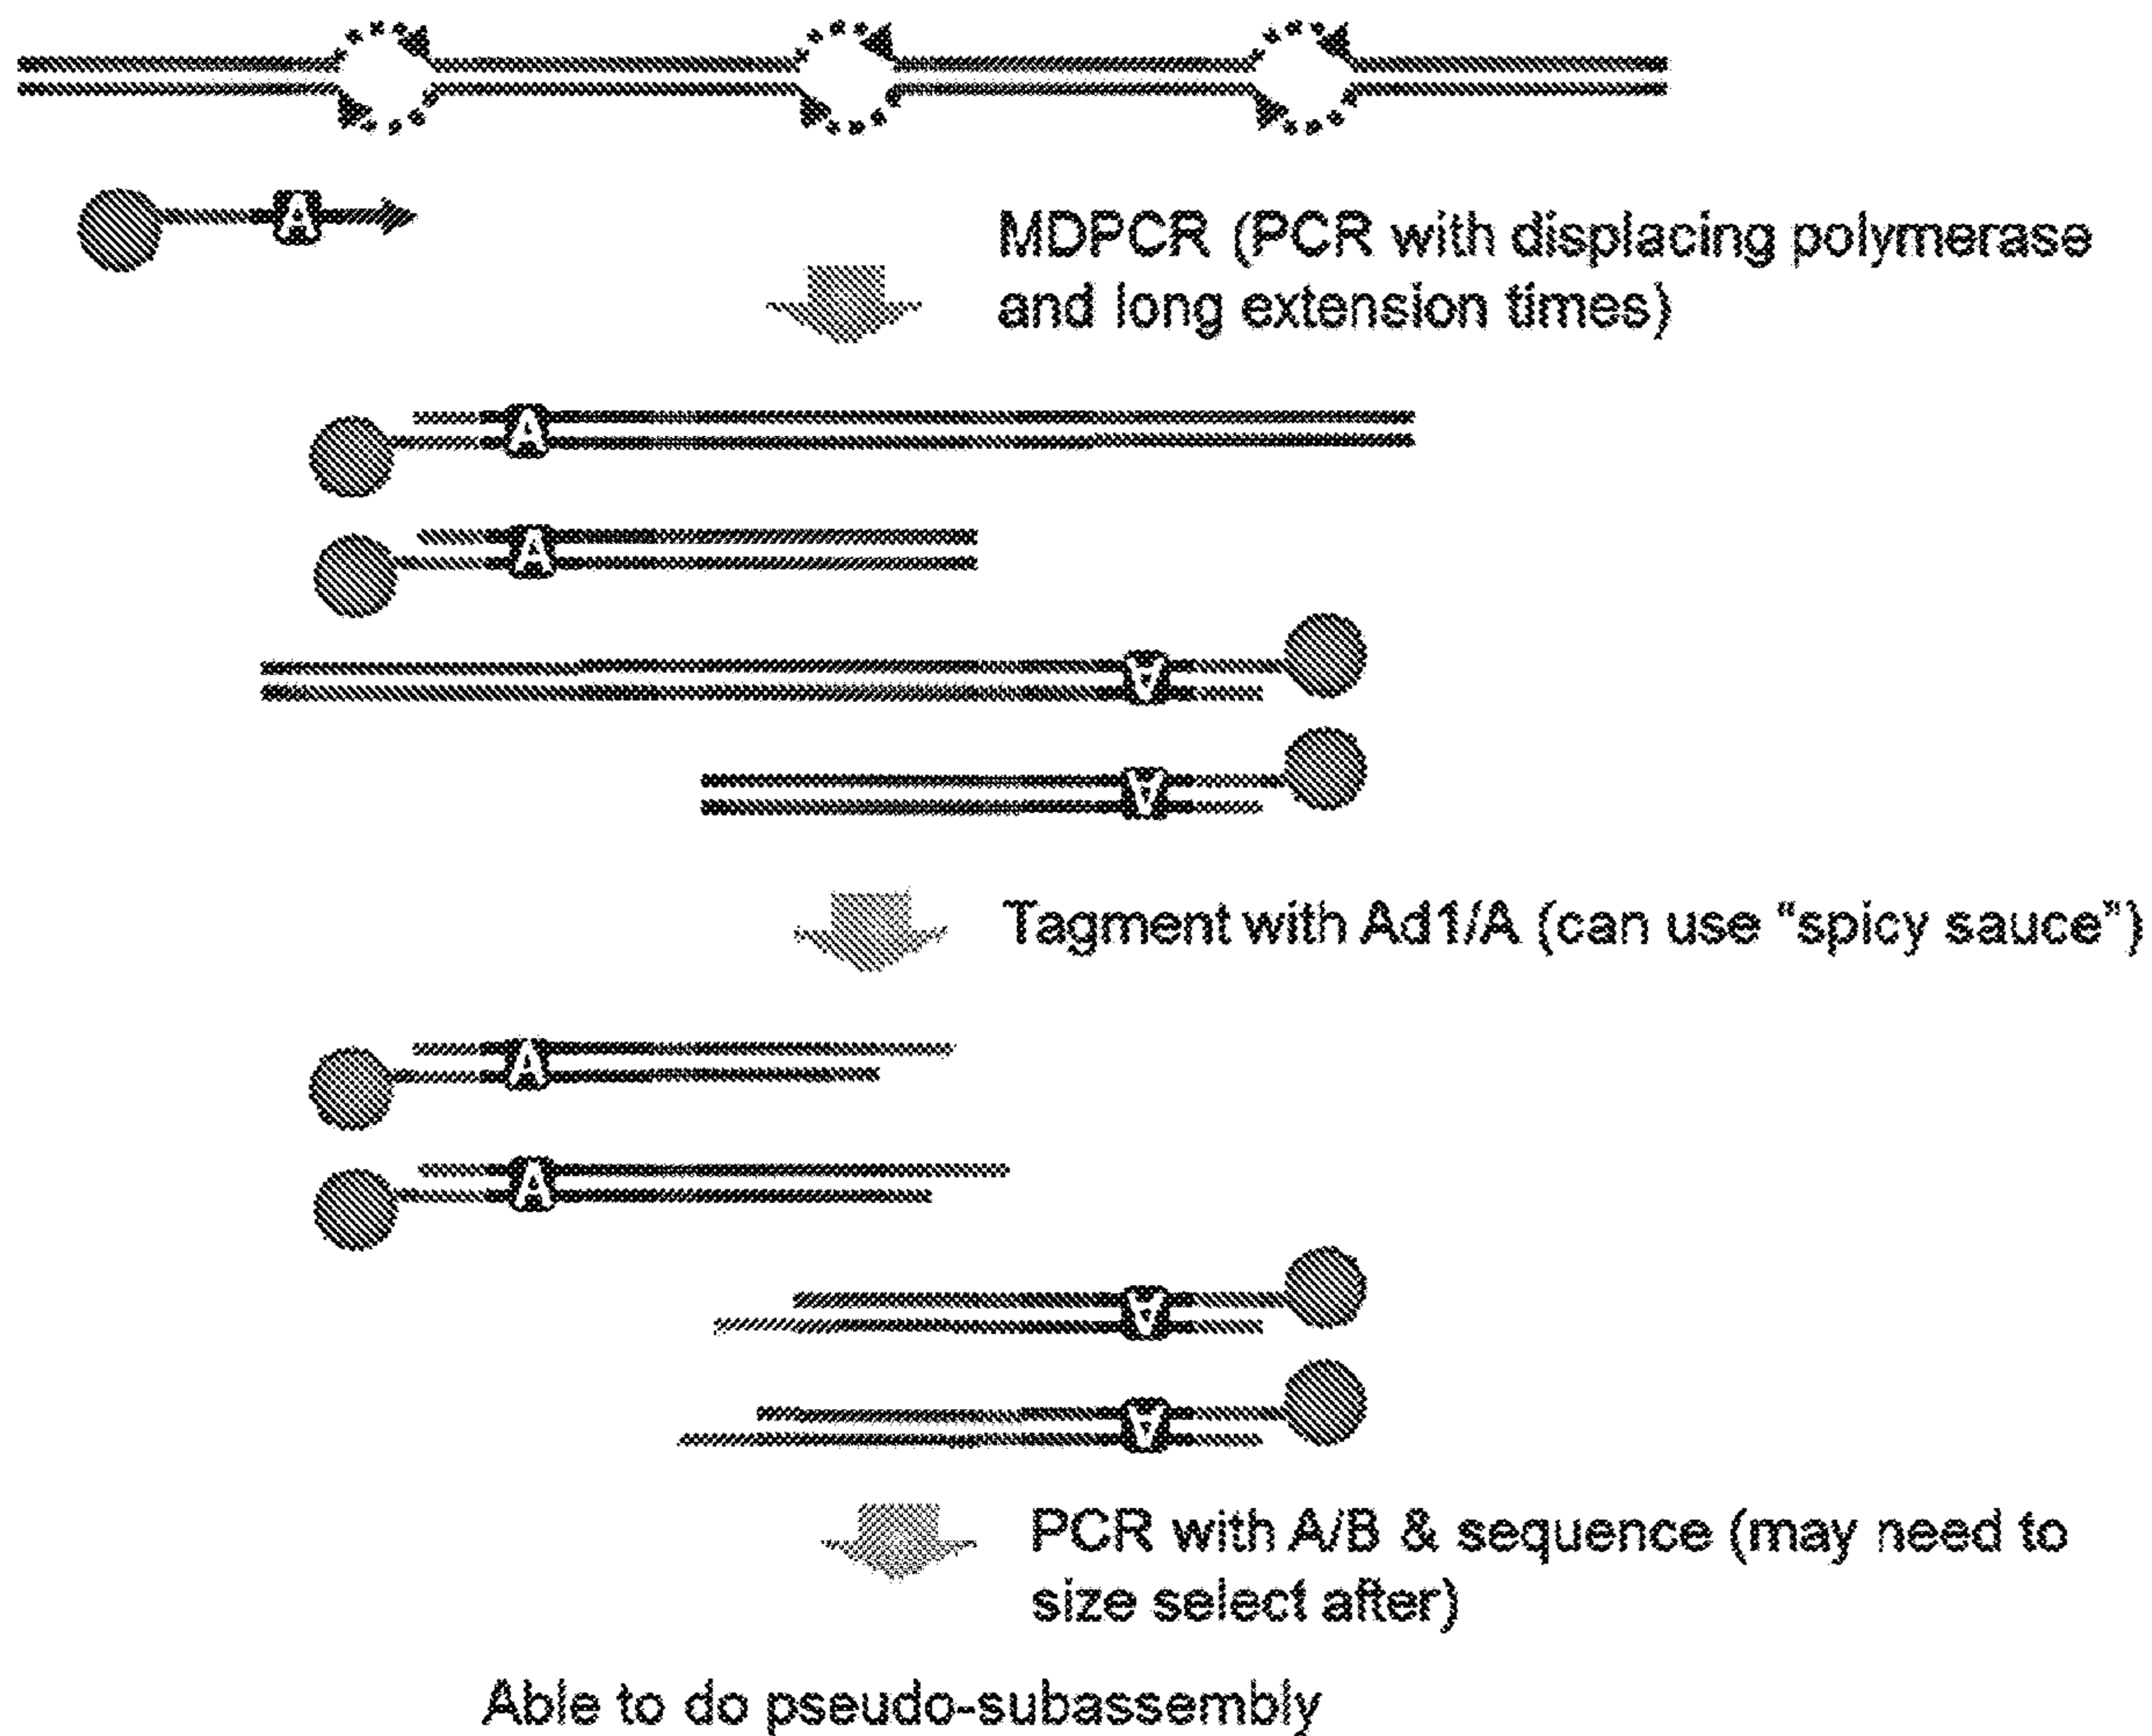 A
MDPCR (PCR with displacing polymerase
and long extension times)
A
A
A
A
Tagment with Ad1/A (can use "spicy sauce")
A
A
A
A
PCR with A/B & sequence (may need to
size select after)
Able to do pseudo-subassembly